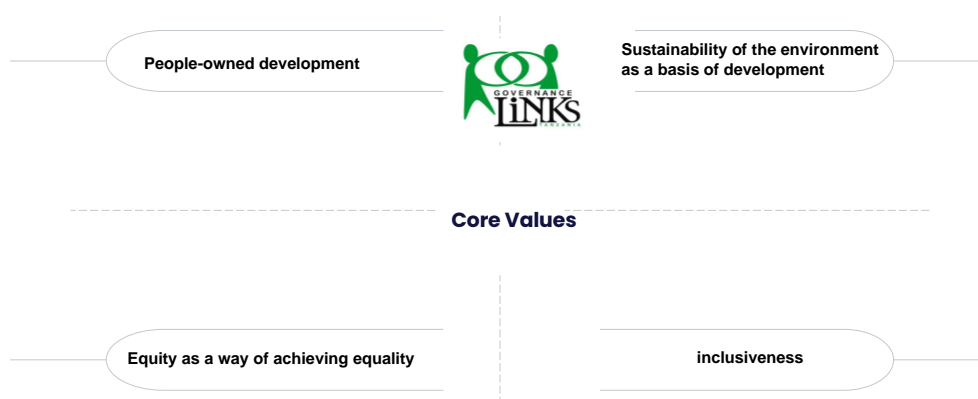 People-owned development
Sustainability of the environment
as a basis of development
GOVERNANCE
LiNKS
TANZANIA
Core Values
Equity as a way of achieving equality
inclusiveness